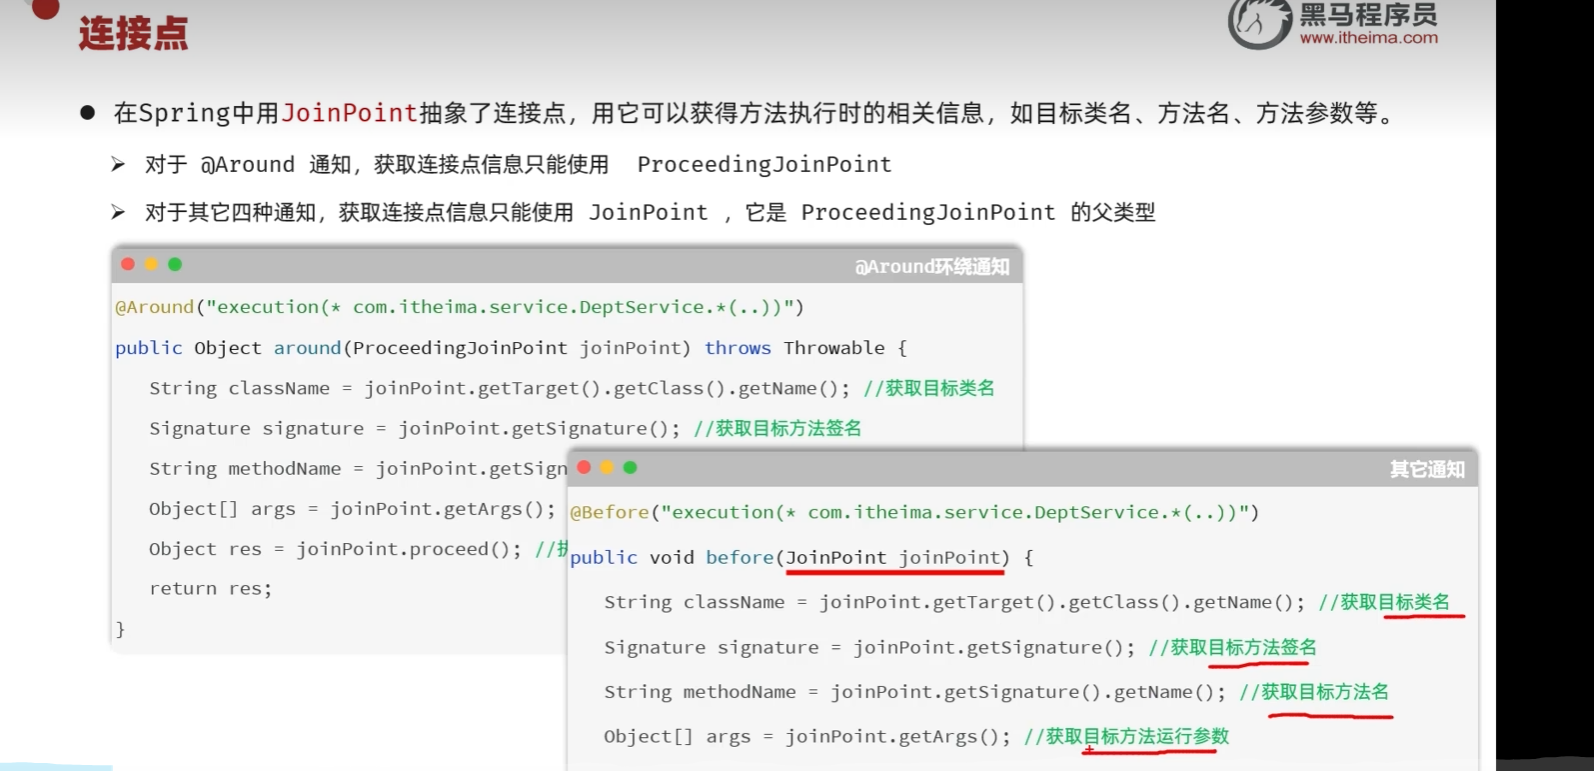 连接点
黑马程序员
www.itheima.com
在Spring中用JoinPoint抽象了连接点，用它可以获得方法执行时的相关信息，如目标类名、方法名、方法参数等。
对于 @Around 通知，获取连接点信息只能使用 ProceedingJoinPoint
对于其它四种通知，获取连接点信息只能使用 JoinPoint ，它是 ProceedingJoinPoint 的父类型
@Around环绕通知
@Around("execution(* com.itheima.service.DeptService.*(..))")
public Object around(ProceedingJoinPoint joinPoint) throws Throwable {
String className = joinPoint.getTarget().getClass().getName(); //获取目标类名
Signature signature = joinPoint.getSignature(); //获取目标方法签名
String methodName = joinPoint.getSign
Object[] args = joinPoint.getArgs();
Object res = joinPoint.proceed(); //
return res;
}
其它通知
@Before("execution(* com.itheima.service.DeptService.*(..))")
public void before(JoinPoint joinPoint) {
String className = joinPoint.getTarget().getClass().getName(); //获取目标类名
Signature signature = joinPoint.getSignature(); //获取目标方法签名
String methodName = joinPoint.getSignature().getName(); //获取目标方法名
Object[] args = joinPoint.getArgs(); //获取目标方法运行参数